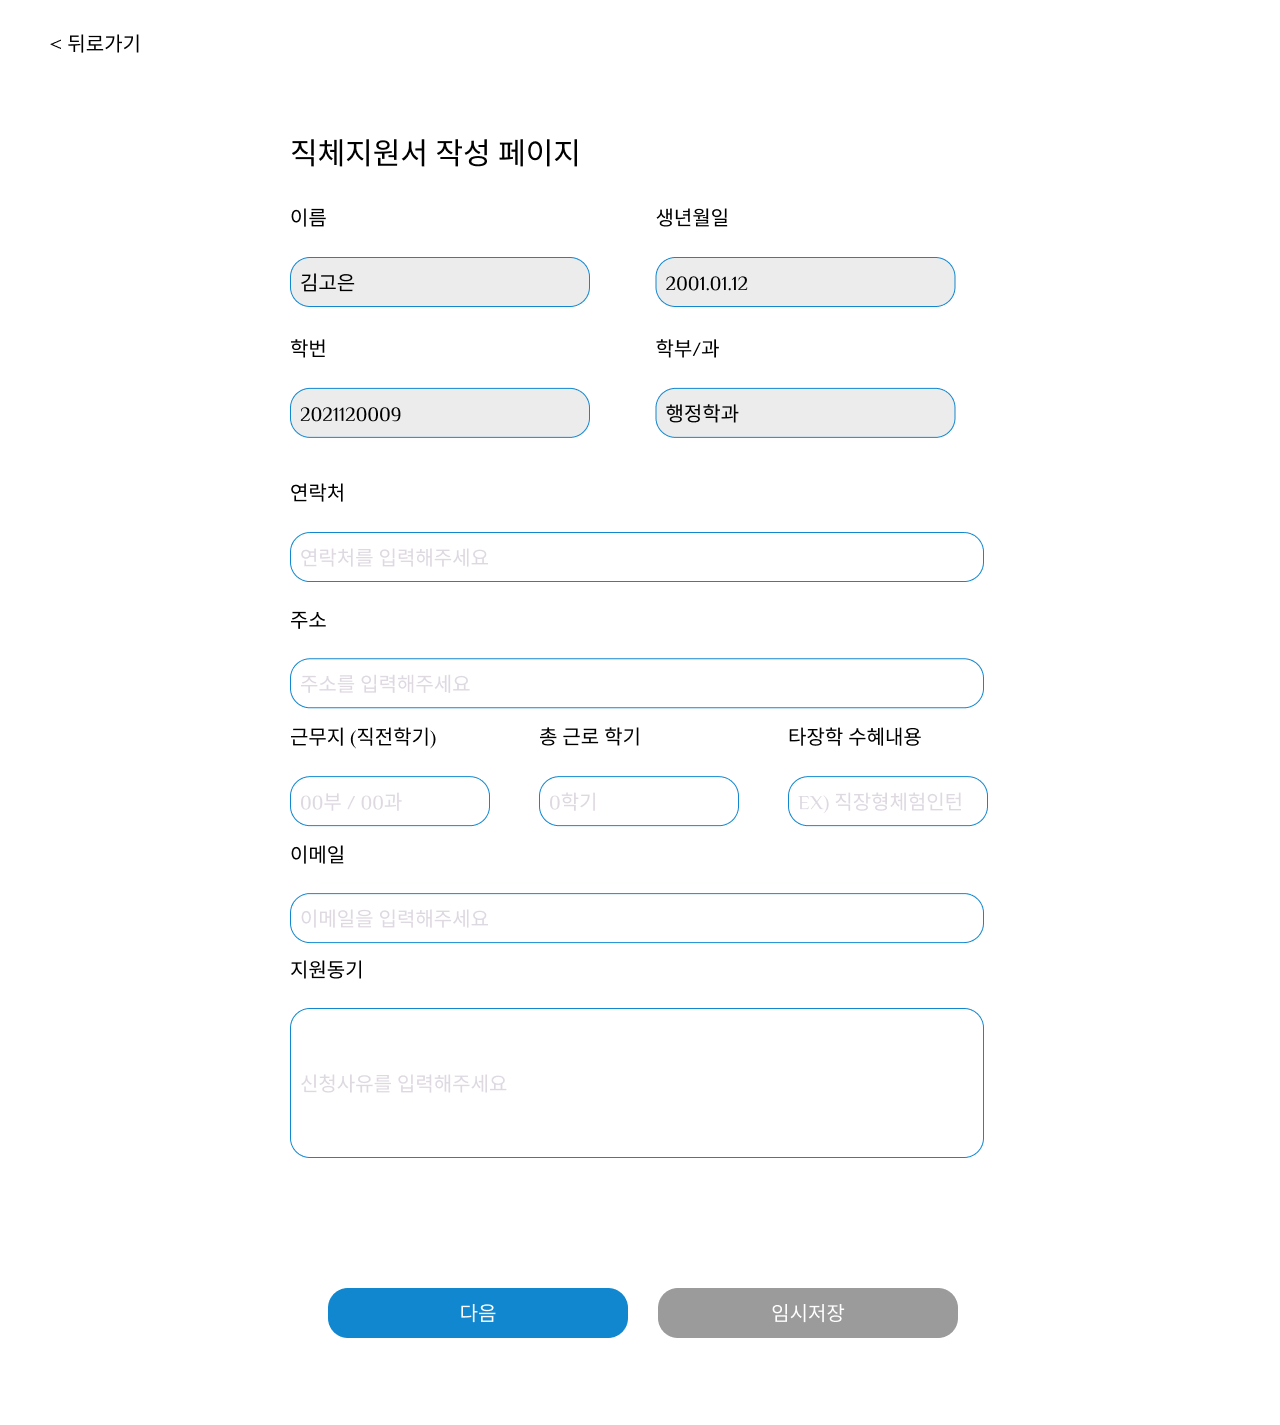 < 뒤로가기
직체지원서 작성 페이지
이름 생년월일
김고은 2001.01.12
학번 학부/과
2021120009 행정학과
연락처
연락처를 입력해주세요
주소
주소를 입력해주세요
근무지 (직전학기) 총 근로 학기 타장학 수혜내용
00부 / 00과 0학기 EX) 직장형체험인턴
이메일
이메일을 입력해주세요
지원동기
신청사유를 입력해주세요
다음 임시저장